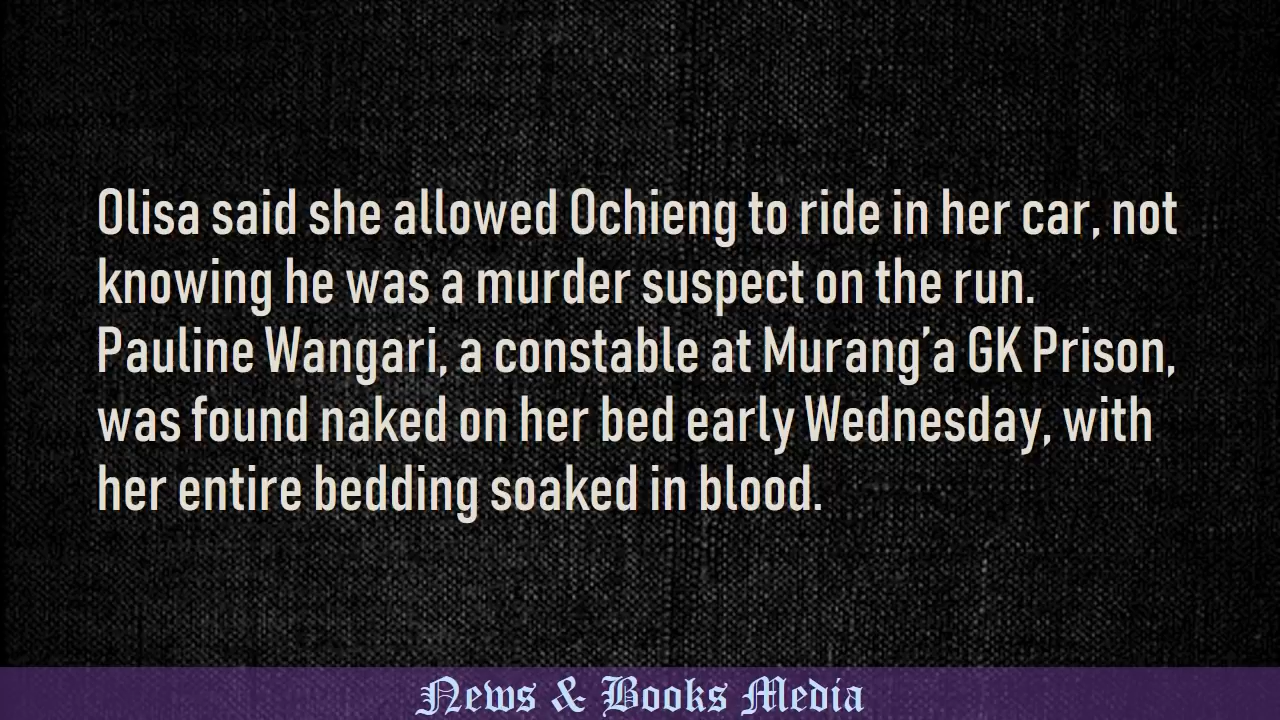 Olisa said she allowed Ochieng to ride in her car, not
knowing he was a murder suspect on the run.
Pauline Wangari, a constable at Murang’a GK Prison,
was found naked on her bed early Wednesday, with
her entire bedding soaked in blood.
News & Books Media